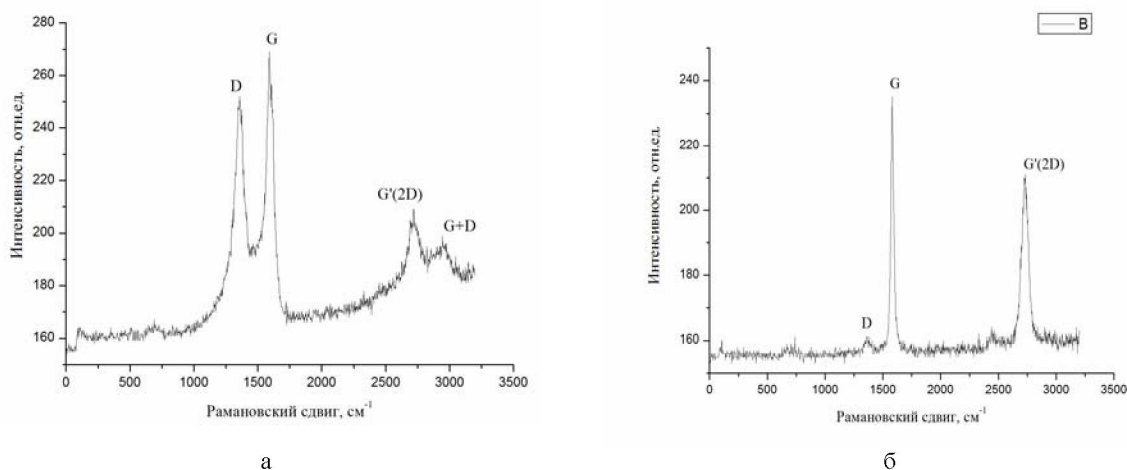 280
260
240
220
200
180
160
0 500 1000 1500 2000 2500 3000 3500
Интенсивность, отн.ед.
Рамановский сдвиг, см-1
D
G
G'(2D)
G+D
а
B
240
220
200
180
160
0 500 1000 1500 2000 2500 3000 3500
Интенсивность, отн.ед.
Рамановский сдвиг, см-1
D
G
G'(2D)
б